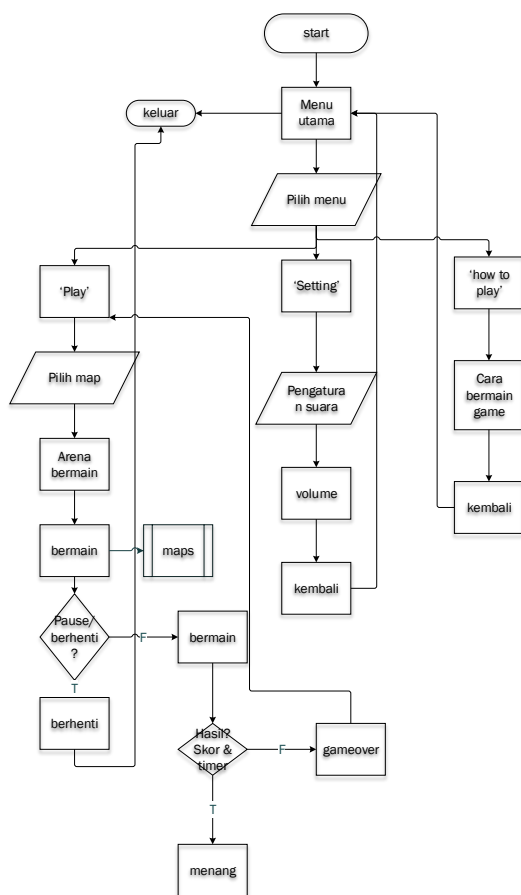 start
Menu
utama
keluar
Pilih menu
‘Play’
‘Setting’
‘how to
play’
Pilih map
Pengatura
n suara
Cara
bermain
game
Arena
bermain
volume
kembali
bermain
maps
kembali
Pause/
berhenti
?
F
bermain
T
berhenti
Hasil?
Skor &
timer
F
gameover
T
menang